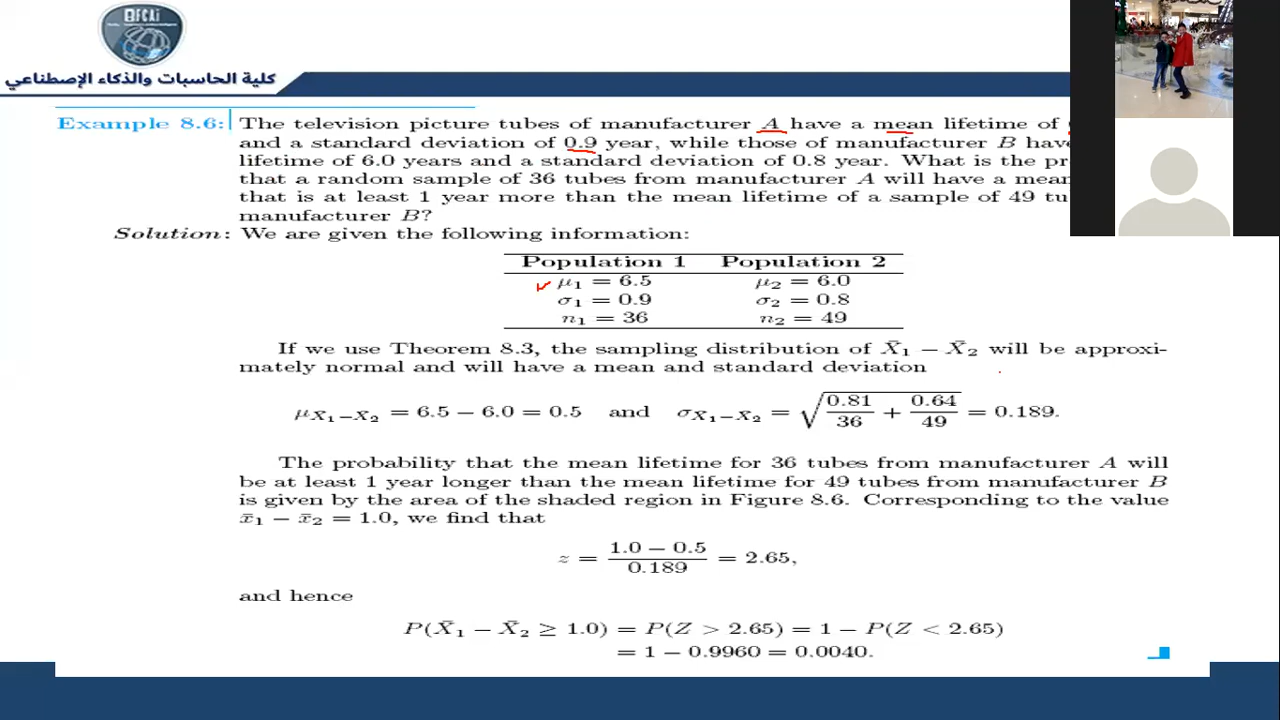 BFCAI
كلية الحاسبات والذكاء الإصطناعي
Example 8.6: The television picture tubes of manufacturer A have a mean lifetime of
and a standard deviation of 0.9 year, while those of manufacturer B have
lifetime of 6.0 years and a standard deviation of 0.8 year. What is the
that a random sample of 36 tubes from manufacturer A will have a mean
that is at least 1 year more than the mean lifetime of a sample of 49
manufacturer B?
Solution: We are given the following information:
Population 1 Population 2
μ₁ = 6.5 μ₂ = 6.0
σ₁ = 0.9 σ₂ = 0.8
n₁ = 36 n₂ = 49
If we use Theorem 8.3, the sampling distribution of X̄₁ − X̄₂ will be approxi-
mately normal and will have a mean and standard deviation
μ_X̄₁−X̄₂ = 6.5 − 6.0 = 0.5 and σ_X̄₁−X̄₂ = √(0.81/36 + 0.64/49) = 0.189.
The probability that the mean lifetime for 36 tubes from manufacturer A will
be at least 1 year longer than the mean lifetime for 49 tubes from manufacturer B
is given by the area of the shaded region in Figure 8.6. Corresponding to the value
x̄₁ − x̄₂ = 1.0, we find that
z = (1.0 − 0.5)/0.189 = 2.65,
and hence
P(X̄₁ − X̄₂ ≥ 1.0) = P(Z > 2.65) = 1 − P(Z < 2.65)
= 1 − 0.9960 = 0.0040.